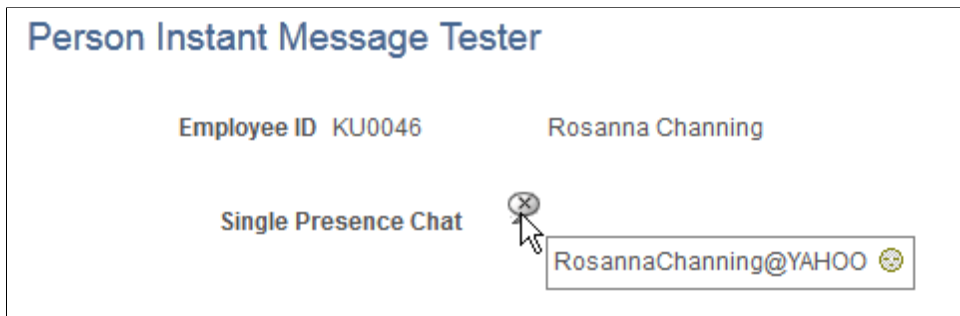 Person Instant Message Tester
Employee ID KU0046 Rosanna Channing
Single Presence Chat
RosannaChanning@YAHOO